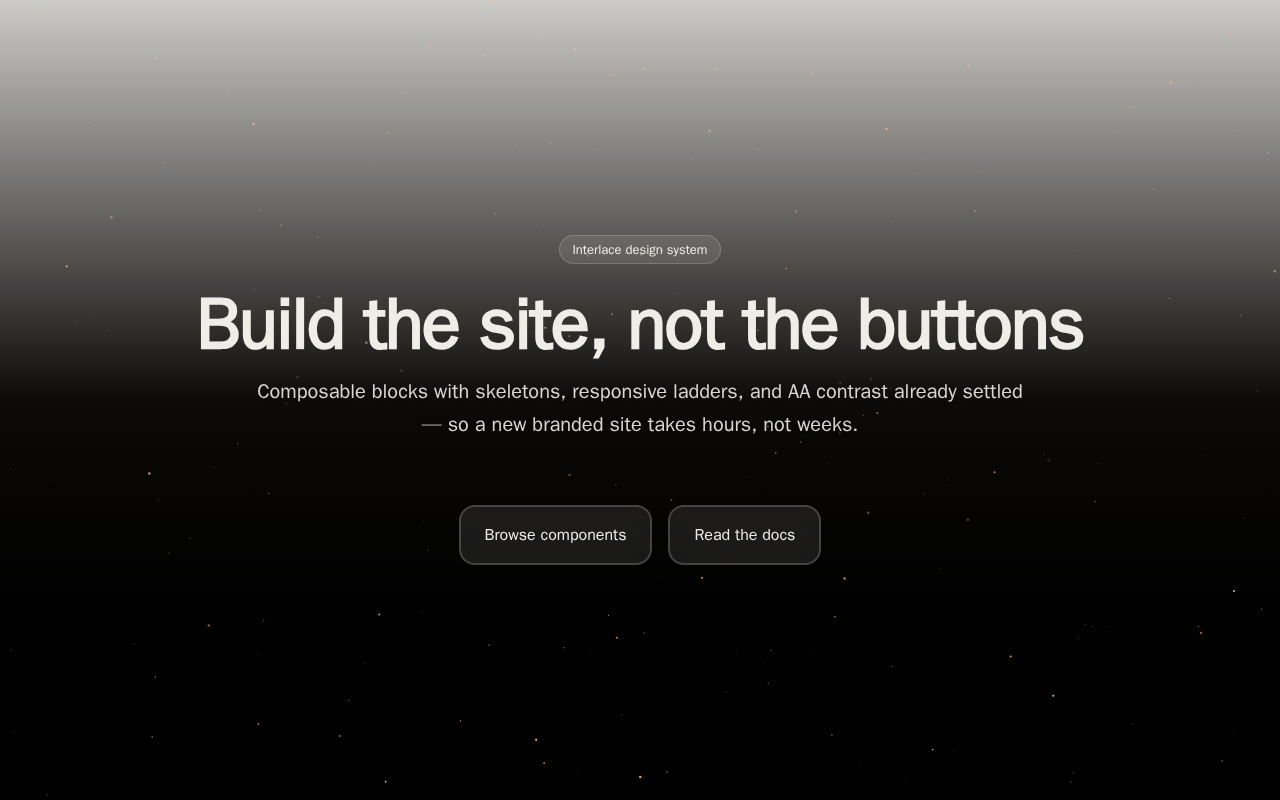 Interlace design system
Build the site, not the buttons
Composable blocks with skeletons, responsive ladders, and AA contrast already settled
— so a new branded site takes hours, not weeks.
Browse components
Read the docs